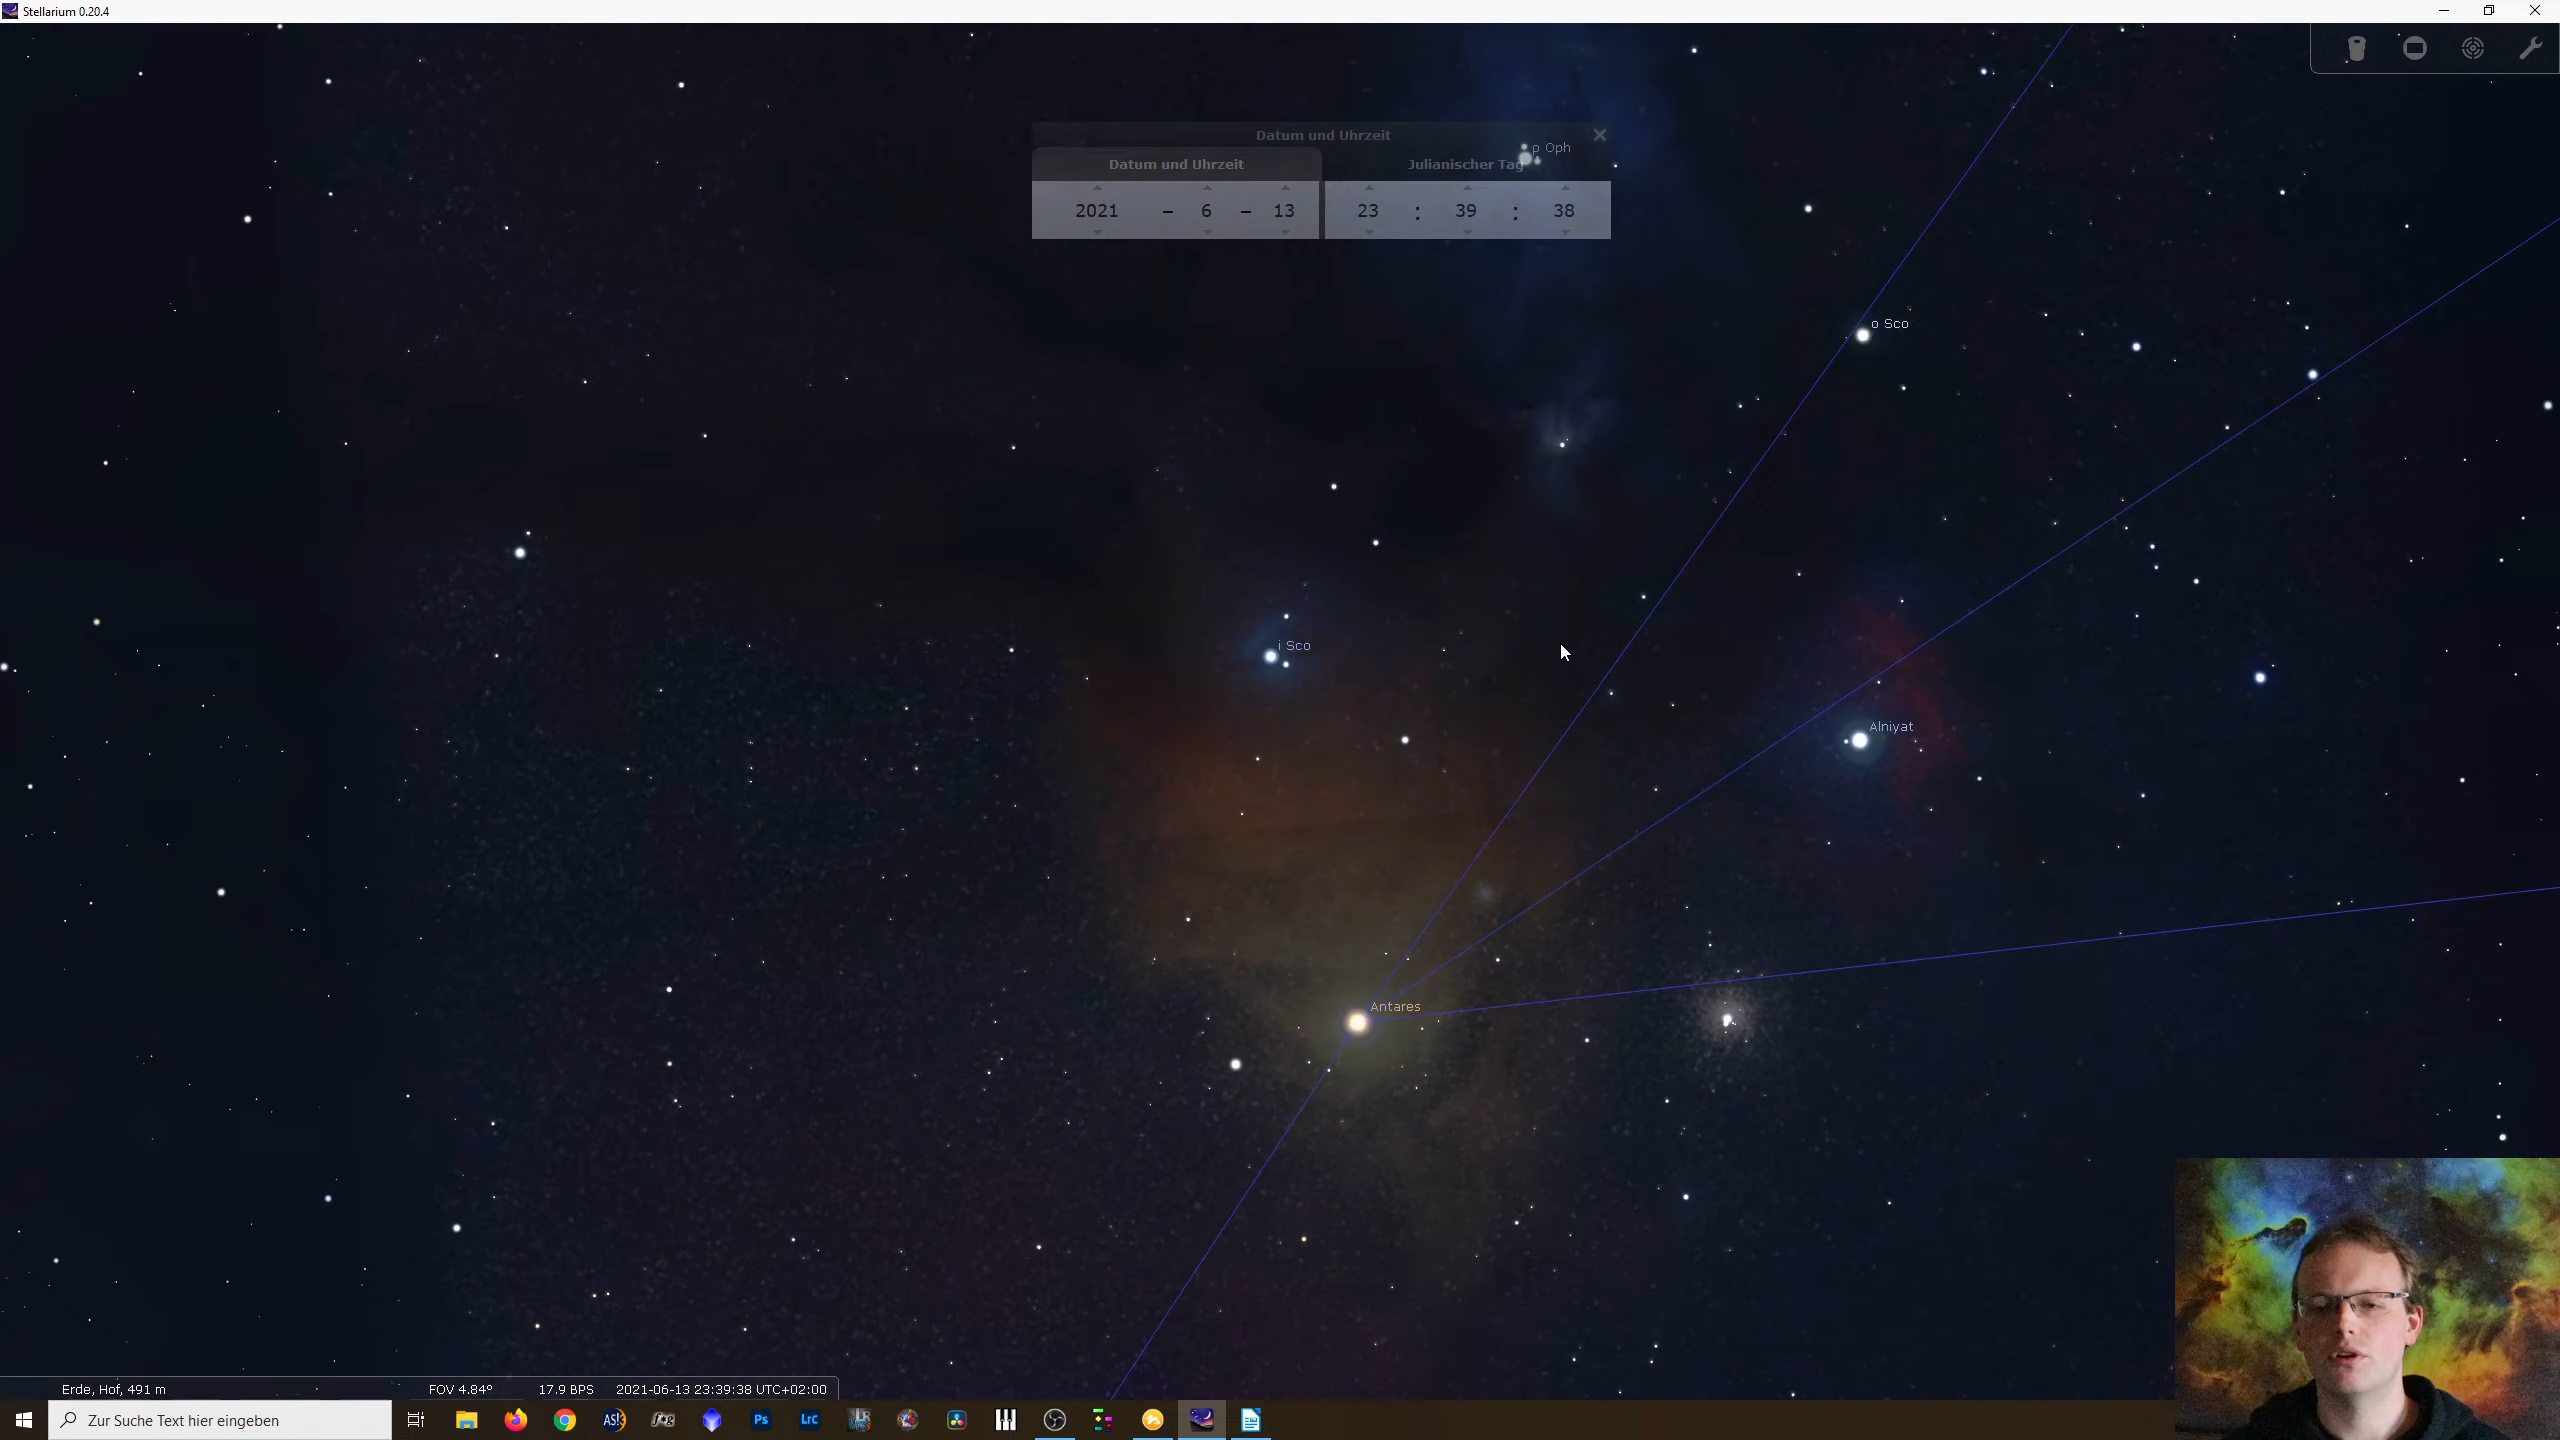 Stellarium 0.20.4
Datum und Uhrzeit
ρ Oph
Datum und Uhrzeit
Julianischer Tag
2021 - 6 - 13
23 : 39 : 38
o Sco
i Sco
Alniyat
Antares
Erde, Hof, 491 m
FOV 4.84°
17.9 BPS
2021-06-13 23:39:38 UTC+02:00
Zur Suche Text hier eingeben
AS!
Ps
Lrc